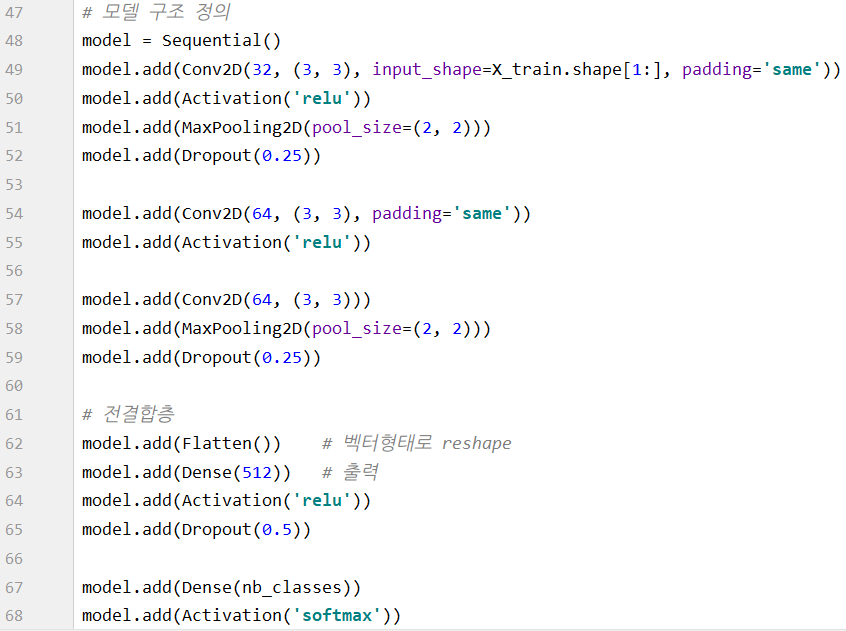 47 # 모델 구조 정의
48 model = Sequential()
49 model.add(Conv2D(32, (3, 3), input_shape=X_train.shape[1:], padding='same'))
50 model.add(Activation('relu'))
51 model.add(MaxPooling2D(pool_size=(2, 2)))
52 model.add(Dropout(0.25))
53
54 model.add(Conv2D(64, (3, 3), padding='same'))
55 model.add(Activation('relu'))
56
57 model.add(Conv2D(64, (3, 3)))
58 model.add(MaxPooling2D(pool_size=(2, 2)))
59 model.add(Dropout(0.25))
60
61 # 전결합층
62 model.add(Flatten())    # 벡터형태로 reshape
63 model.add(Dense(512))   # 출력
64 model.add(Activation('relu'))
65 model.add(Dropout(0.5))
66
67 model.add(Dense(nb_classes))
68 model.add(Activation('softmax'))